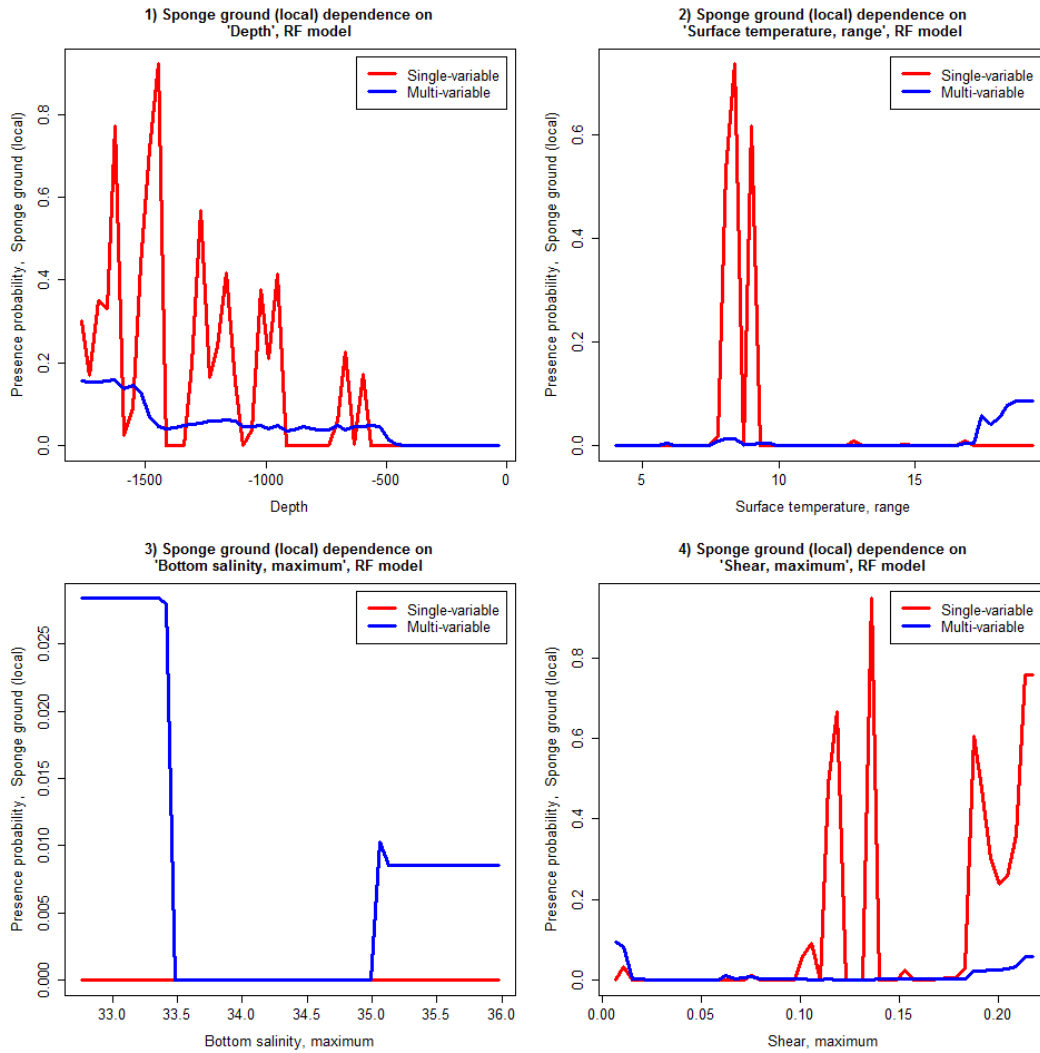 1) Sponge ground (local) dependence on
'Depth', RF model
Single-variable
Multi-variable
Presence probability, Sponge ground (local)
0.0
0.2
0.4
0.6
0.8
-1500
-1000
-500
0
Depth
2) Sponge ground (local) dependence on
'Surface temperature, range', RF model
Single-variable
Multi-variable
Presence probability, Sponge ground (local)
0.0
0.2
0.4
0.6
5
10
15
Surface temperature, range
3) Sponge ground (local) dependence on
'Bottom salinity, maximum', RF model
Single-variable
Multi-variable
Presence probability, Sponge ground (local)
0.000
0.005
0.010
0.015
0.020
0.025
33.0
33.5
34.0
34.5
35.0
35.5
36.0
Bottom salinity, maximum
4) Sponge ground (local) dependence on
'Shear, maximum', RF model
Single-variable
Multi-variable
Presence probability, Sponge ground (local)
0.0
0.2
0.4
0.6
0.8
0.00
0.05
0.10
0.15
0.20
Shear, maximum